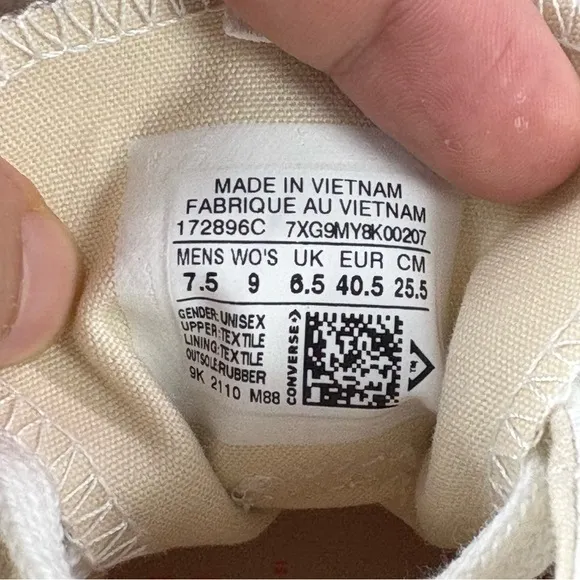 MADE IN VIETNAM
FABRIQUE AU VIETNAM
172896C 7XG9MY8K00207
MENS WO'S UK EUR CM
7.5 9 6.5 40.5 25.5
GENDER: UNISEX
UPPER: TEXTILE
LINING: TEXTILE
OUTSOLE: RUBBER
9K 2110 M88
CONVERSE
TM